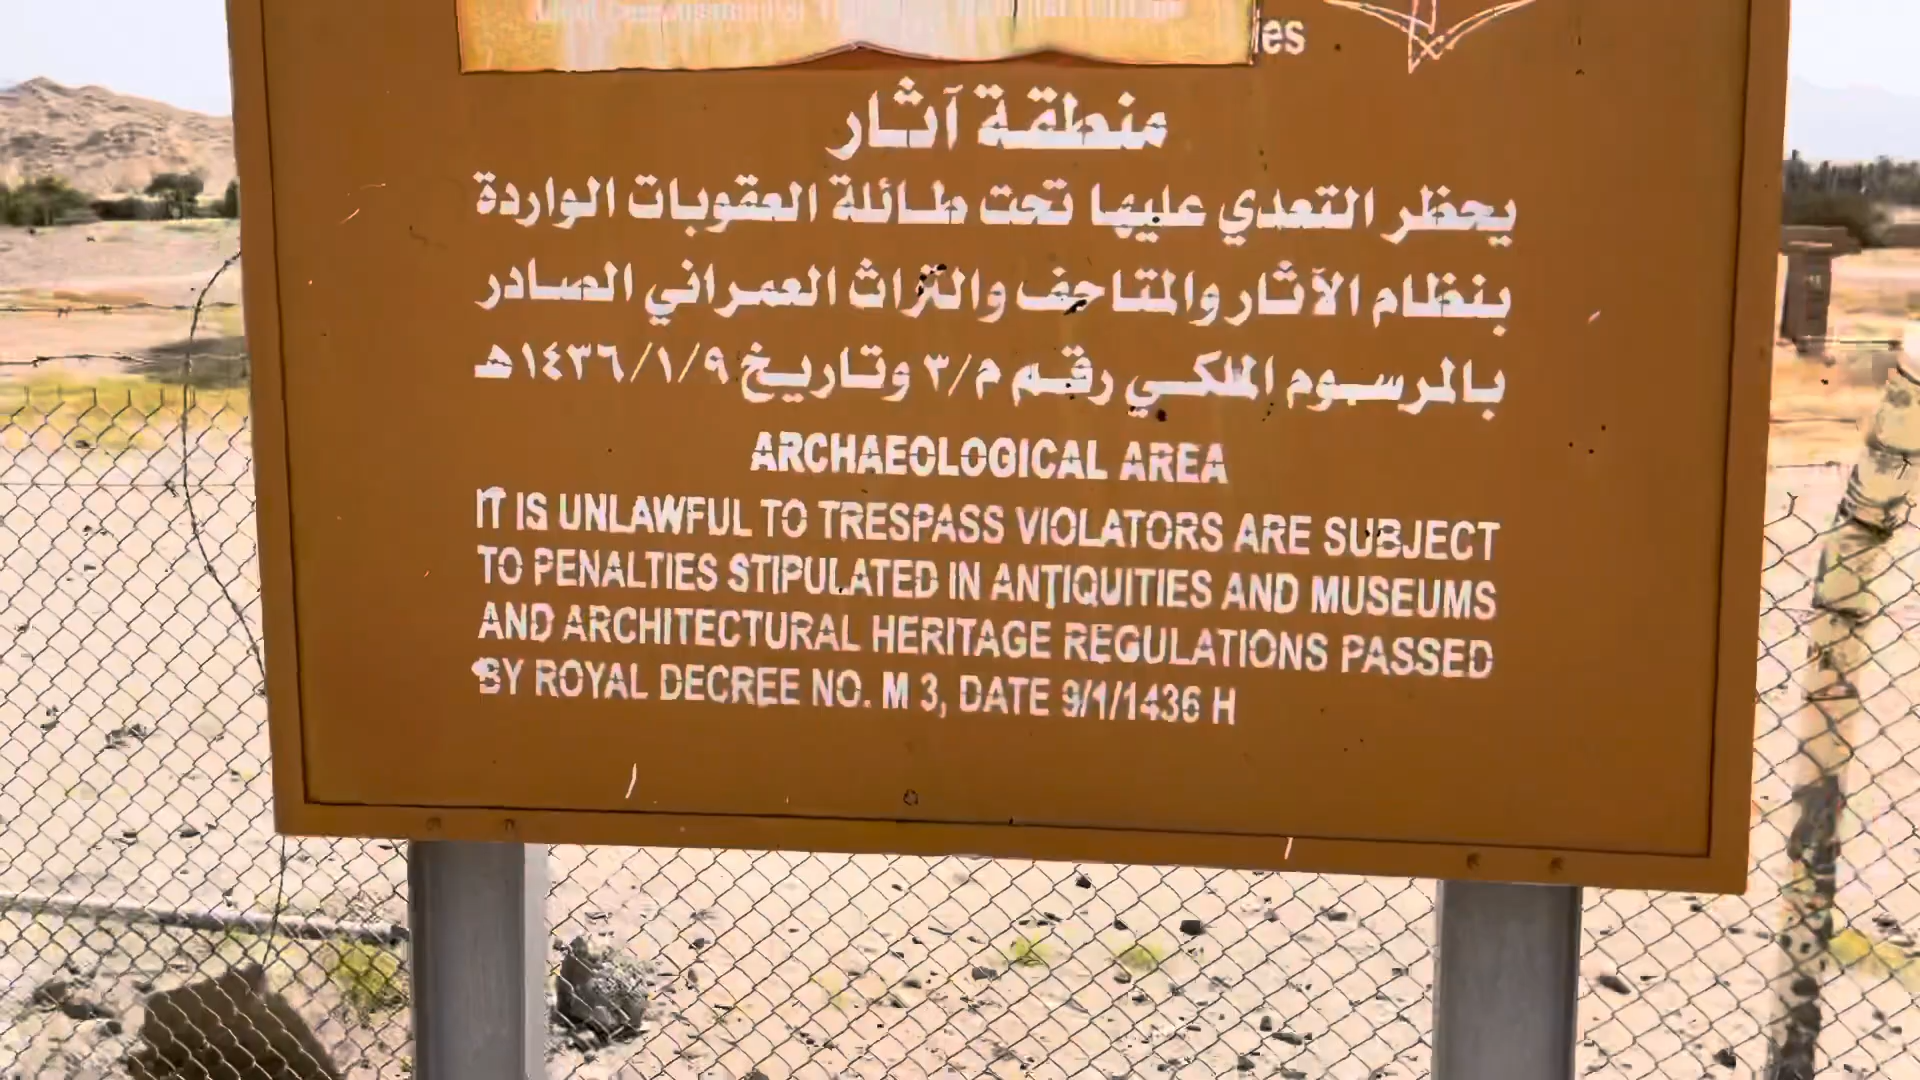 ies
منطقة آثار
يحظر التعدي عليها تحت طائلة العقوبات الواردة
بنظام الآثار والمتاحف والتراث العمراني الصادر
بالمرسوم الملكي رقم م/٣ وتاريخ ١٤٣٦/١/٩هـ
ARCHAEOLOGICAL AREA
IT IS UNLAWFUL TO TRESPASS VIOLATORS ARE SUBJECT
TO PENALTIES STIPULATED IN ANTIQUITIES AND MUSEUMS
AND ARCHITECTURAL HERITAGE REGULATIONS PASSED
BY ROYAL DECREE NO. M 3, DATE 9/1/1436 H